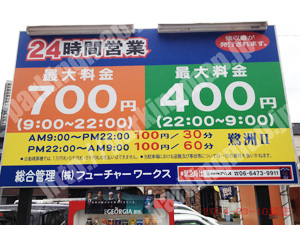 24時間営業
領収書が
発行されます。
最大料金
700円
(9:00~22:00)
最大料金
400円
(22:00~9:00)
AM9:00~PM22:00 100円/30分
PM22:00~AM9:00 100円/60分
鷺洲II
総合管理 (株)フューチャーワークス
06-6473-9911
GEORGIA